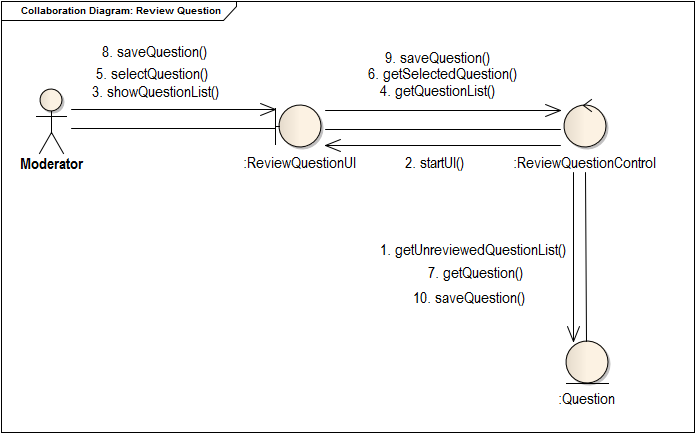 Collaboration Diagram: Review Question
8. saveQuestion()
5. selectQuestion()
3. showQuestionList()
9. saveQuestion()
6. getSelectedQuestion()
4. getQuestionList()
Moderator
:ReviewQuestionUI
2. startUI()
:ReviewQuestionControl
1. getUnreviewedQuestionList()
7. getQuestion()
10. saveQuestion()
:Question